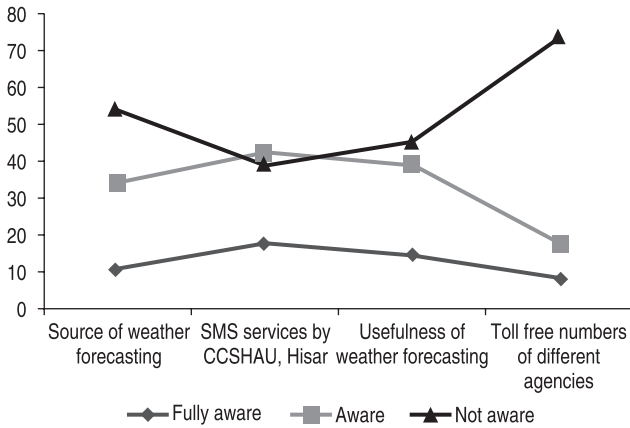 80
70
60
50
40
30
20
10
0
Source of weather
forecasting
SMS services by
CCSHAU, Hisar
Usefulness of
weather forecasting
Toll free numbers
of different
agencies
Fully aware
Aware
Not aware